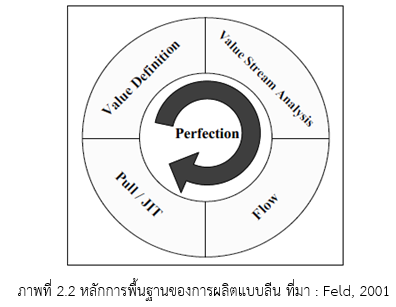 Value Definition
Value Stream Analysis
Perfection
Pull / JIT
Flow
ภาพที่ 2.2 หลักการพื้นฐานของการผลิตแบบลีน ที่มา : Feld, 2001